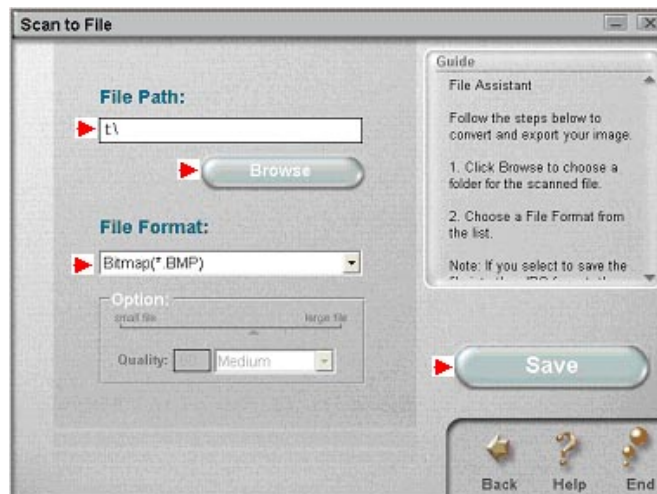 Scan to File
File Path:
t\
Browse
File Format:
Bitmap(*.BMP)
Option:
small file large file
Quality: Medium
Guide
File Assistant
Follow the steps below to
convert and export your image.
1. Click Browse to choose a
folder for the scanned file.
2. Choose a File Format from
the list.
Note: If you select to save the
Save
Back Help End